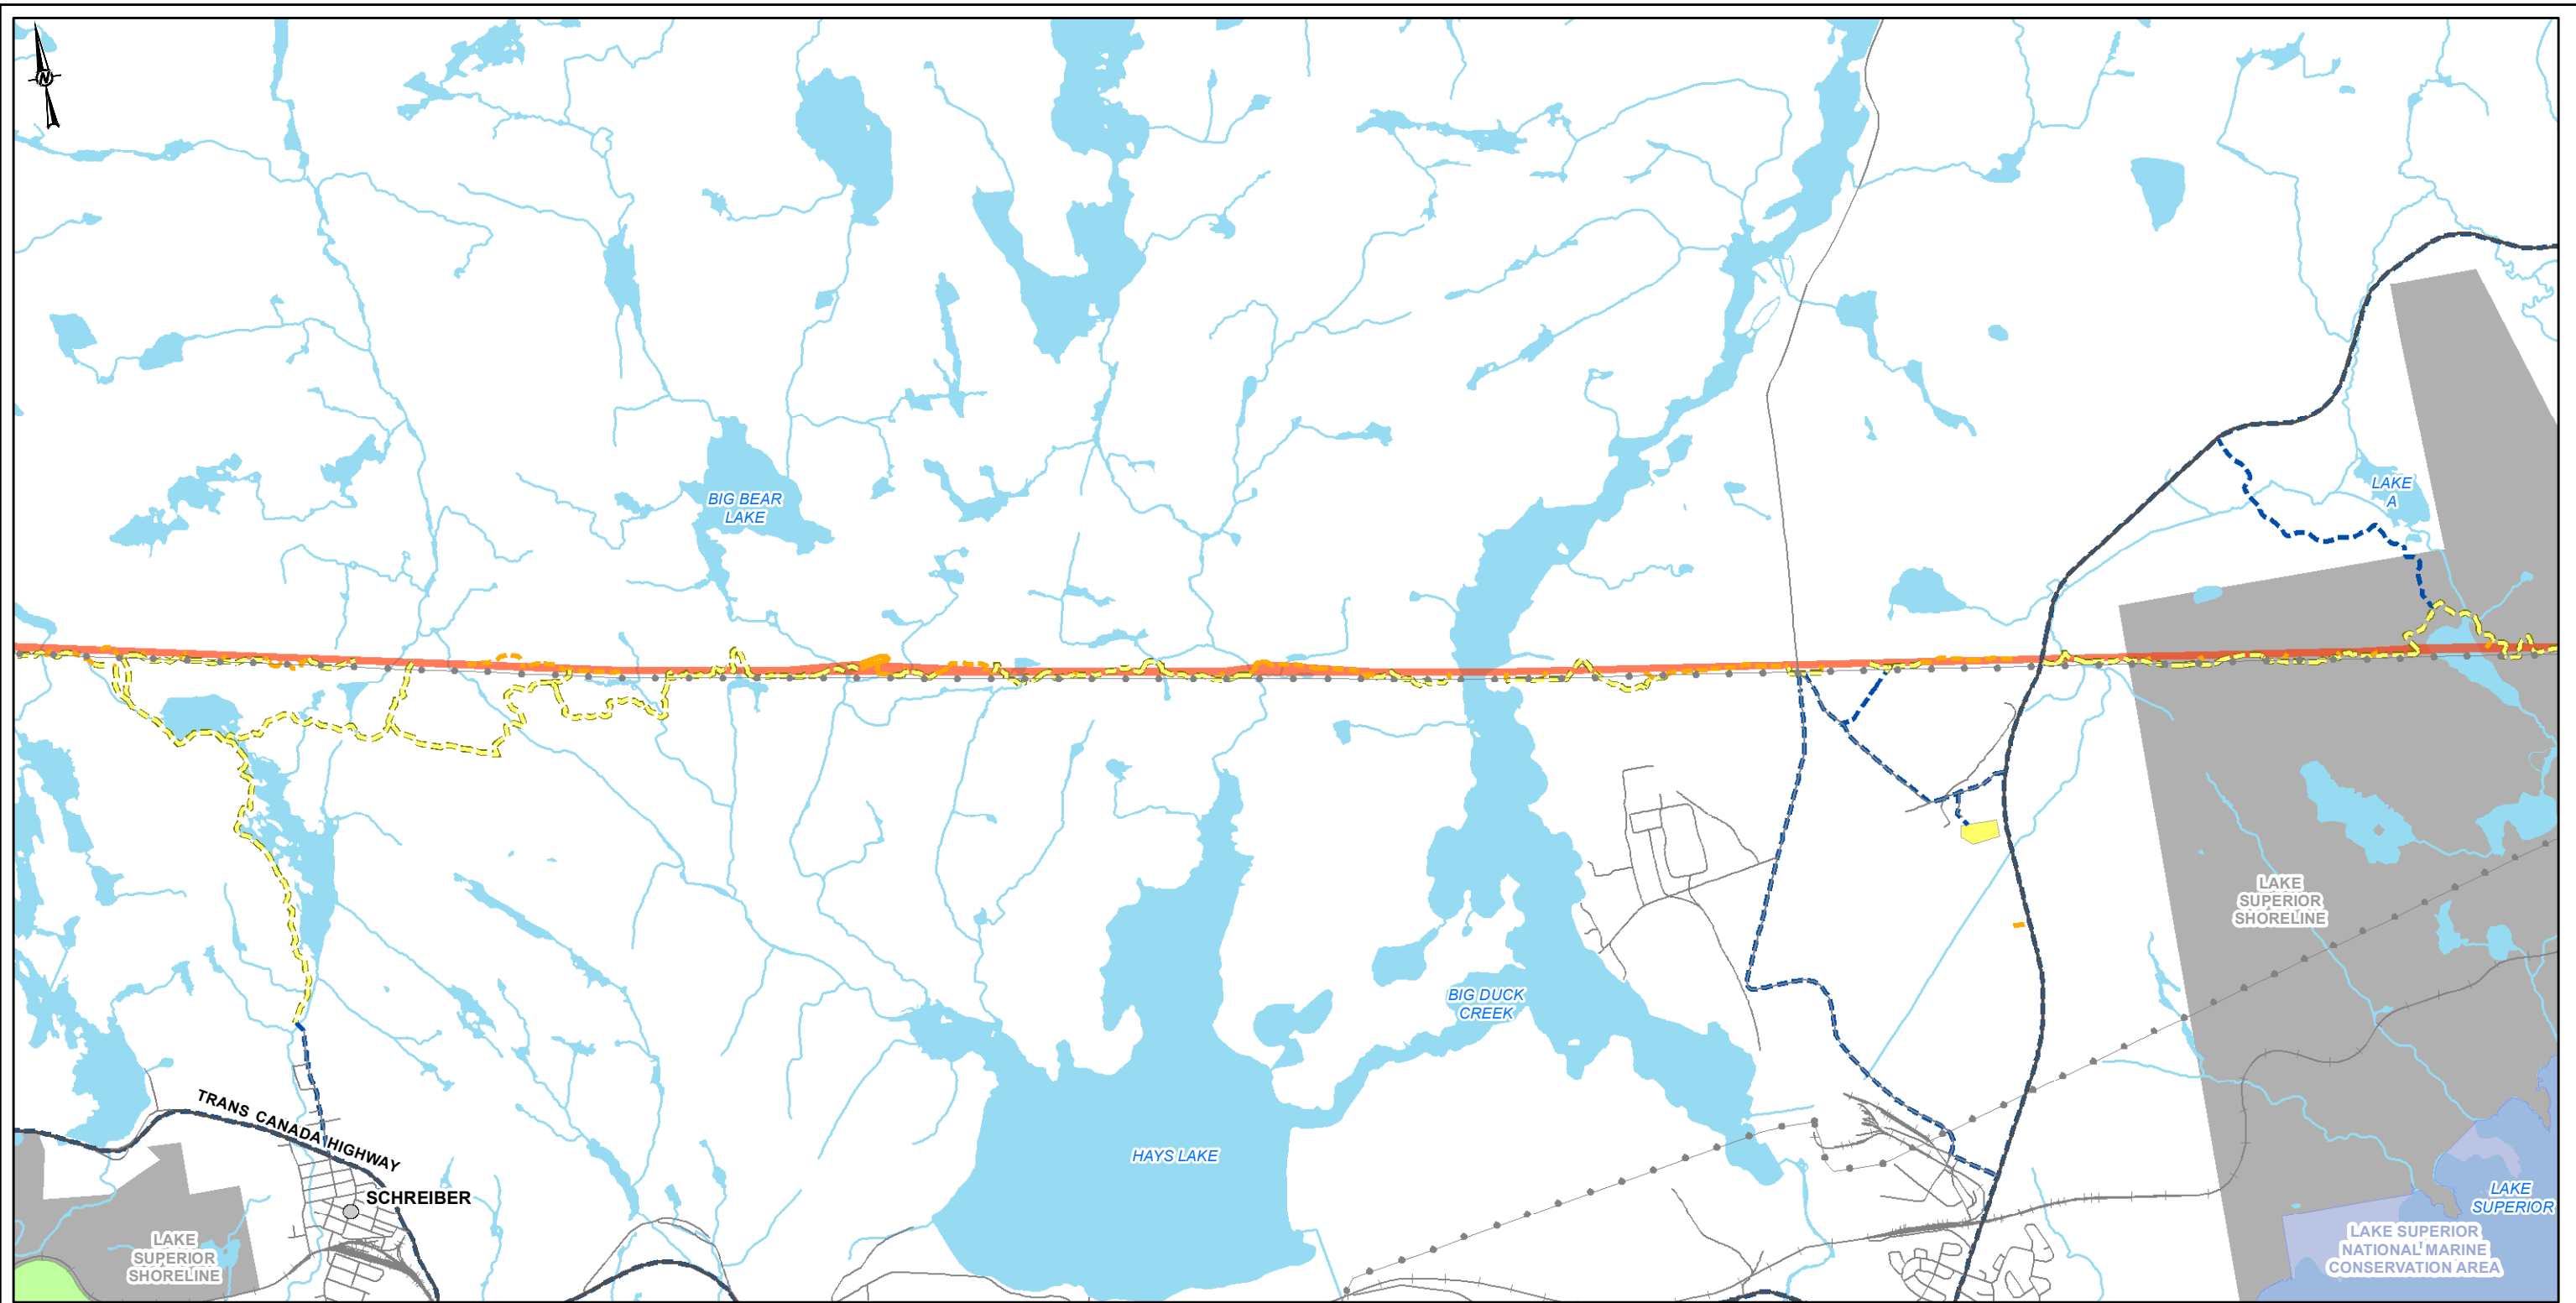 N
BIG BEAR
LAKE
LAKE
A
LAKE
SUPERIOR
SHORELINE
BIG DUCK
CREEK
TRANS CANADA HIGHWAY
HAYS LAKE
SCHREIBER
LAKE
SUPERIOR
LAKE
SUPERIOR
SHORELINE
LAKE SUPERIOR
NATIONAL MARINE
CONSERVATION AREA